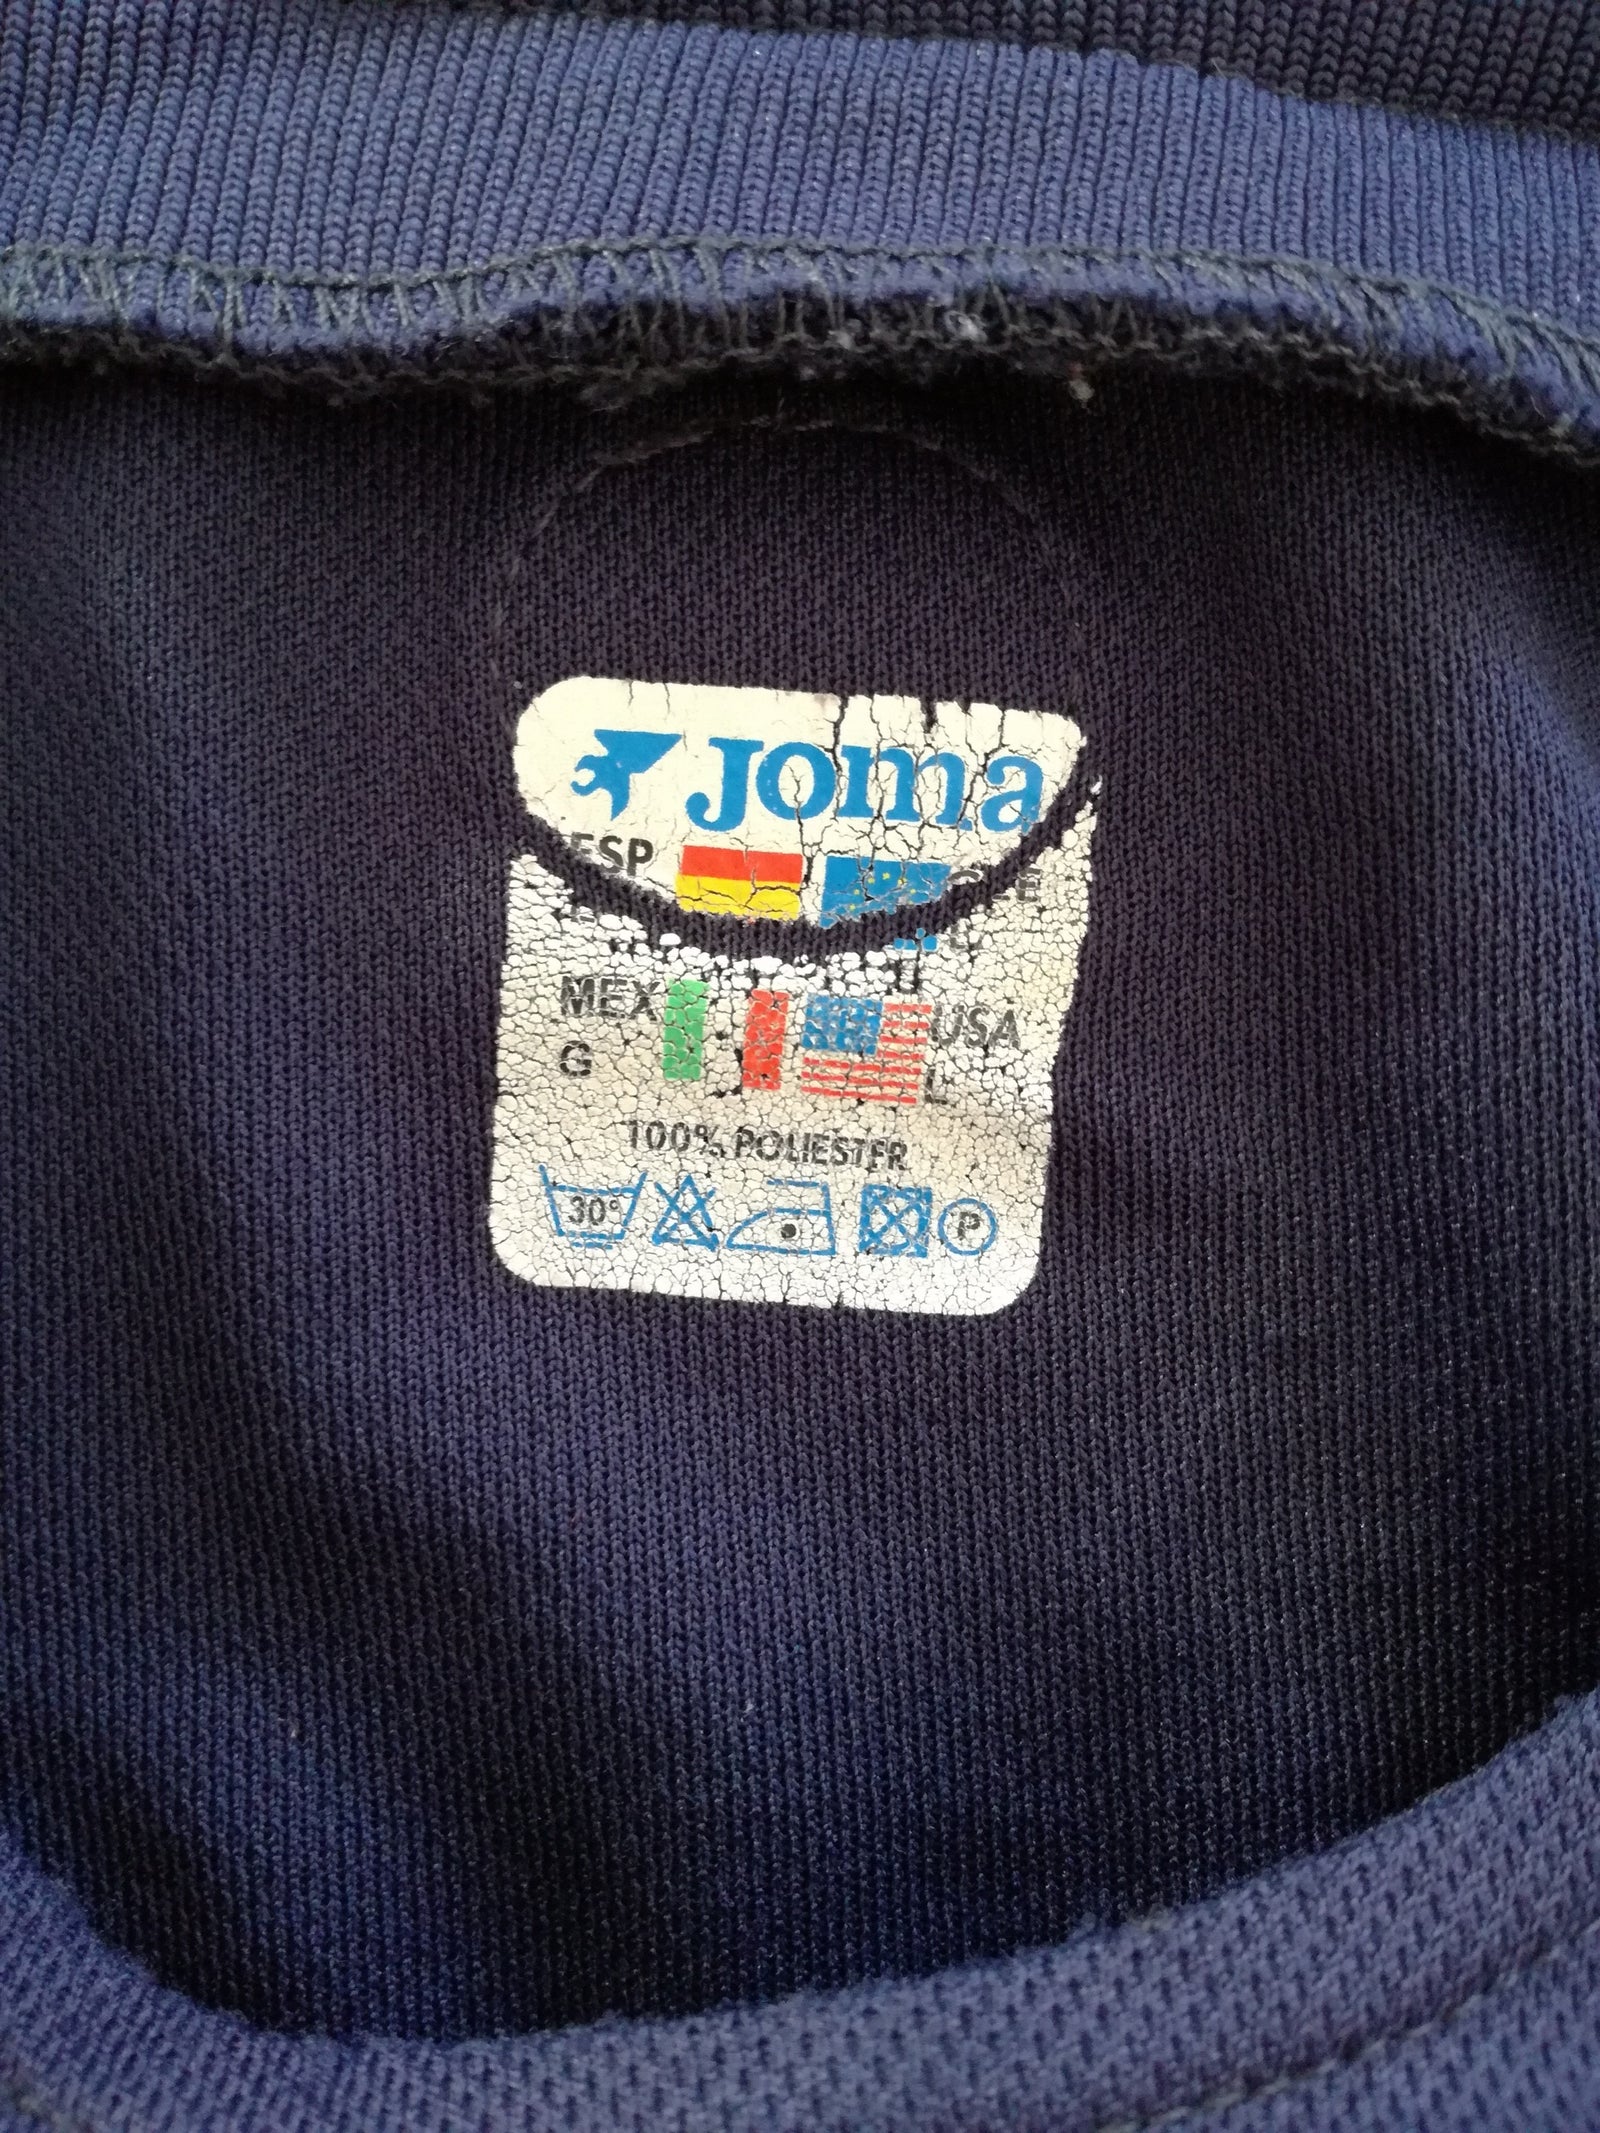 Joma
ESP
MEX USA
G L
100% POLIESTER
30° P